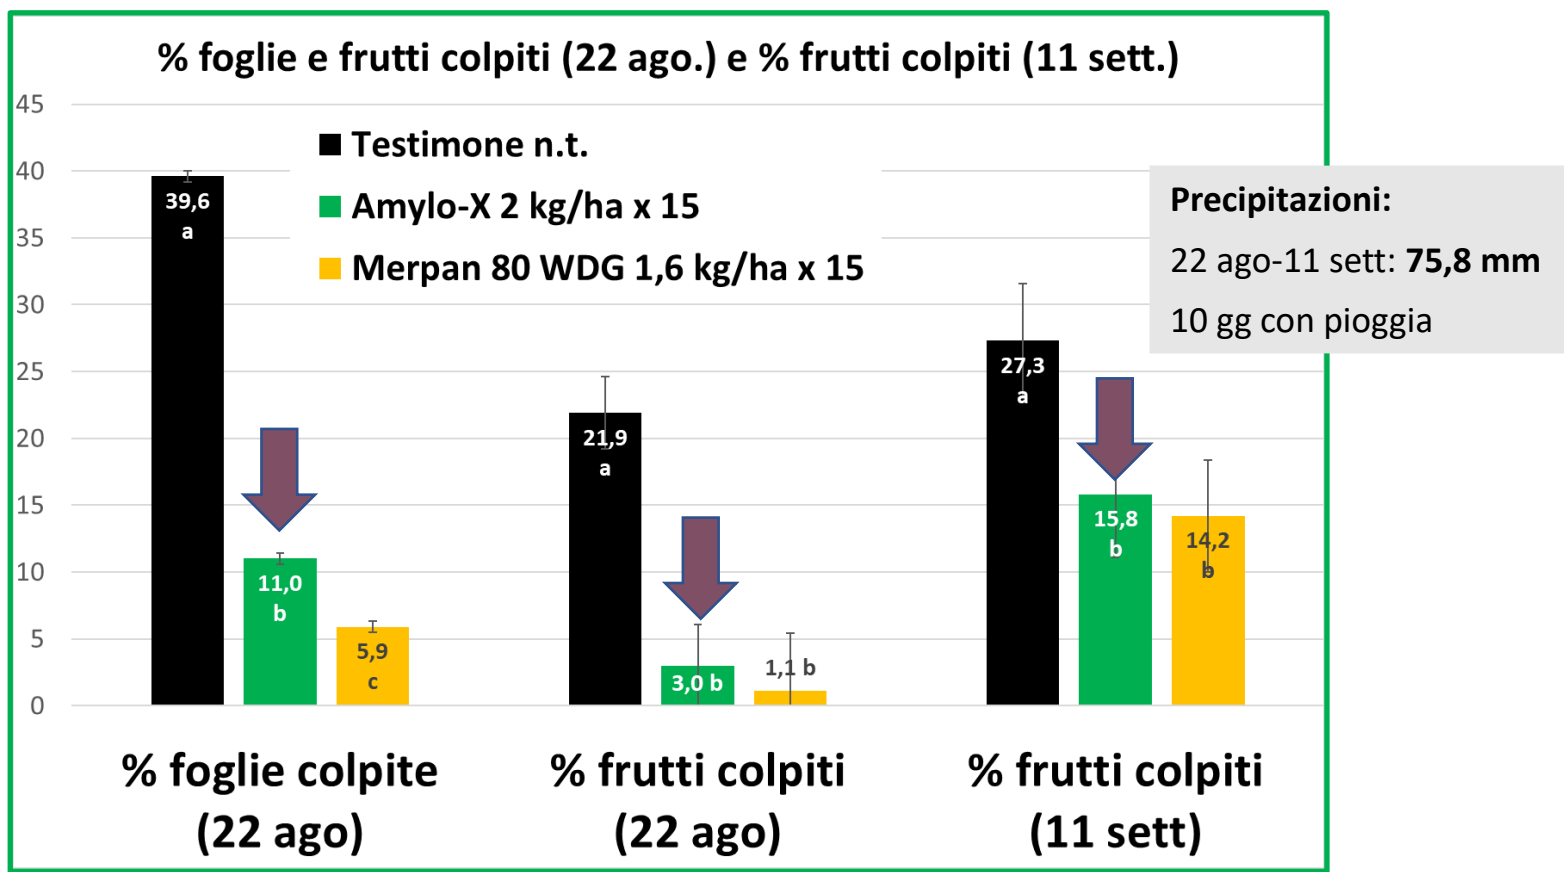 % foglie e frutti colpiti (22 ago.) e % frutti colpiti (11 sett.)
45
40
35
30
25
20
15
10
5
0
Testimone n.t.
Amylo-X 2 kg/ha x 15
Merpan 80 WDG 1,6 kg/ha x 15
Precipitazioni:
22 ago-11 sett: 75,8 mm
10 gg con pioggia
39,6
a
11,0
b
5,9
c
21,9
a
3,0 b
1,1 b
27,3
a
15,8
b
14,2
b
% foglie colpite
(22 ago)
% frutti colpiti
(22 ago)
% frutti colpiti
(11 sett)